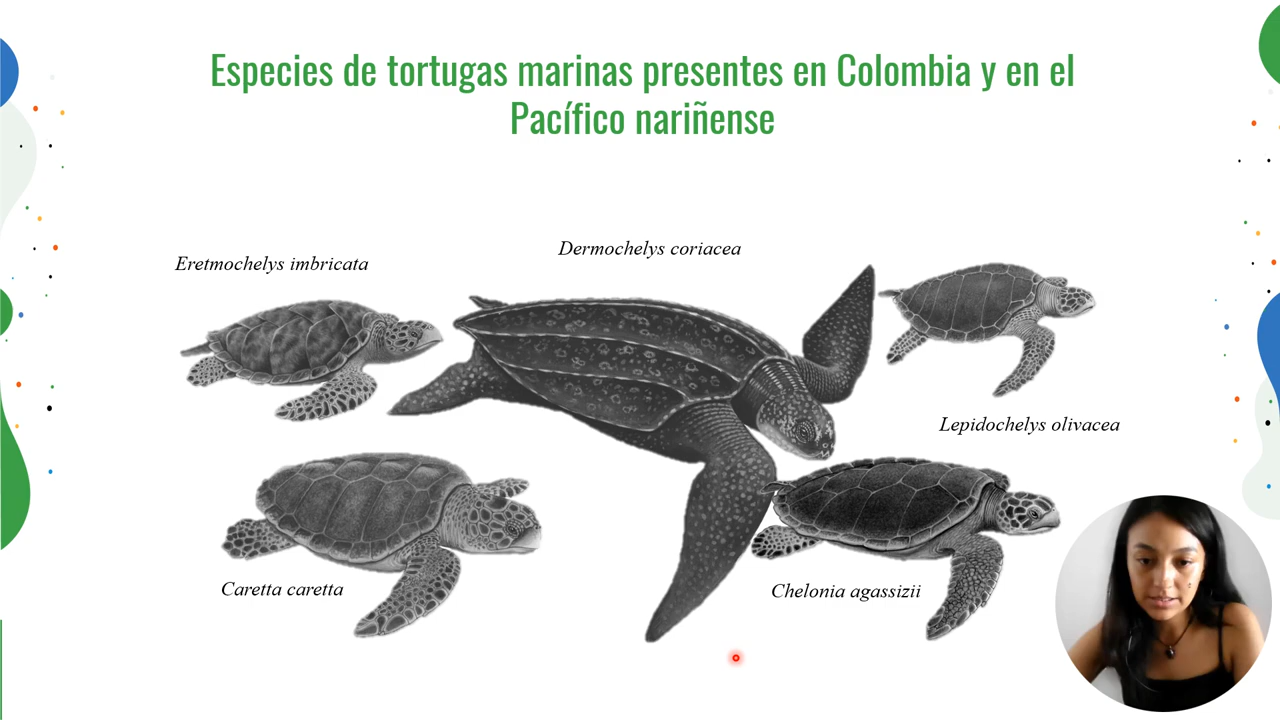 Especies de tortugas marinas presentes en Colombia y en el
Pacífico nariñense
Eretmochelys imbricata
Dermochelys coriacea
Lepidochelys olivacea
Caretta caretta
Chelonia agassizii